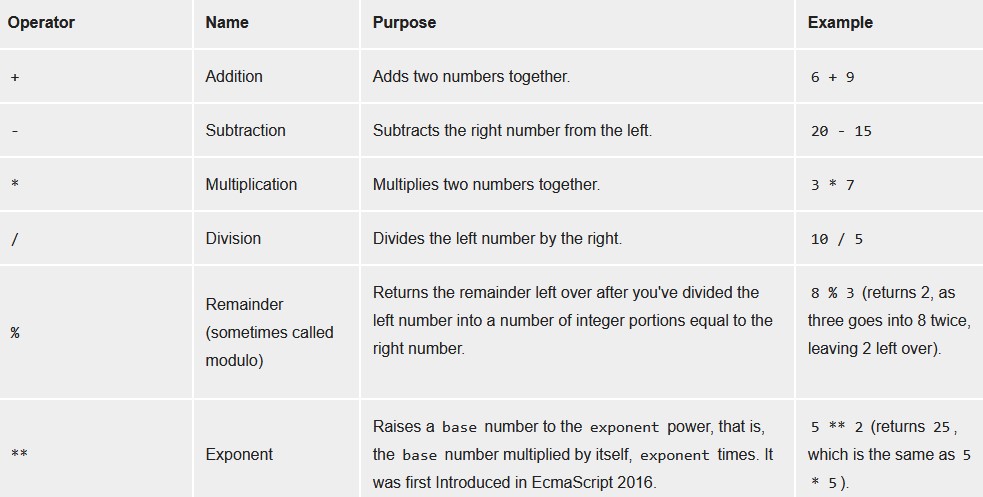 Operator Name Purpose Example
+ Addition Adds two numbers together. 6 + 9
- Subtraction Subtracts the right number from the left. 20 - 15
* Multiplication Multiplies two numbers together. 3 * 7
/ Division Divides the left number by the right. 10 / 5
%
Remainder
(sometimes called
modulo)
Returns the remainder left over after you've divided the
left number into a number of integer portions equal to the
right number.
8 % 3 (returns 2, as
three goes into 8 twice,
leaving 2 left over).
**
Exponent
Raises a base number to the exponent power, that is,
the base number multiplied by itself, exponent times. It
was first Introduced in EcmaScript 2016.
5 ** 2 (returns 25,
which is the same as 5
* 5).